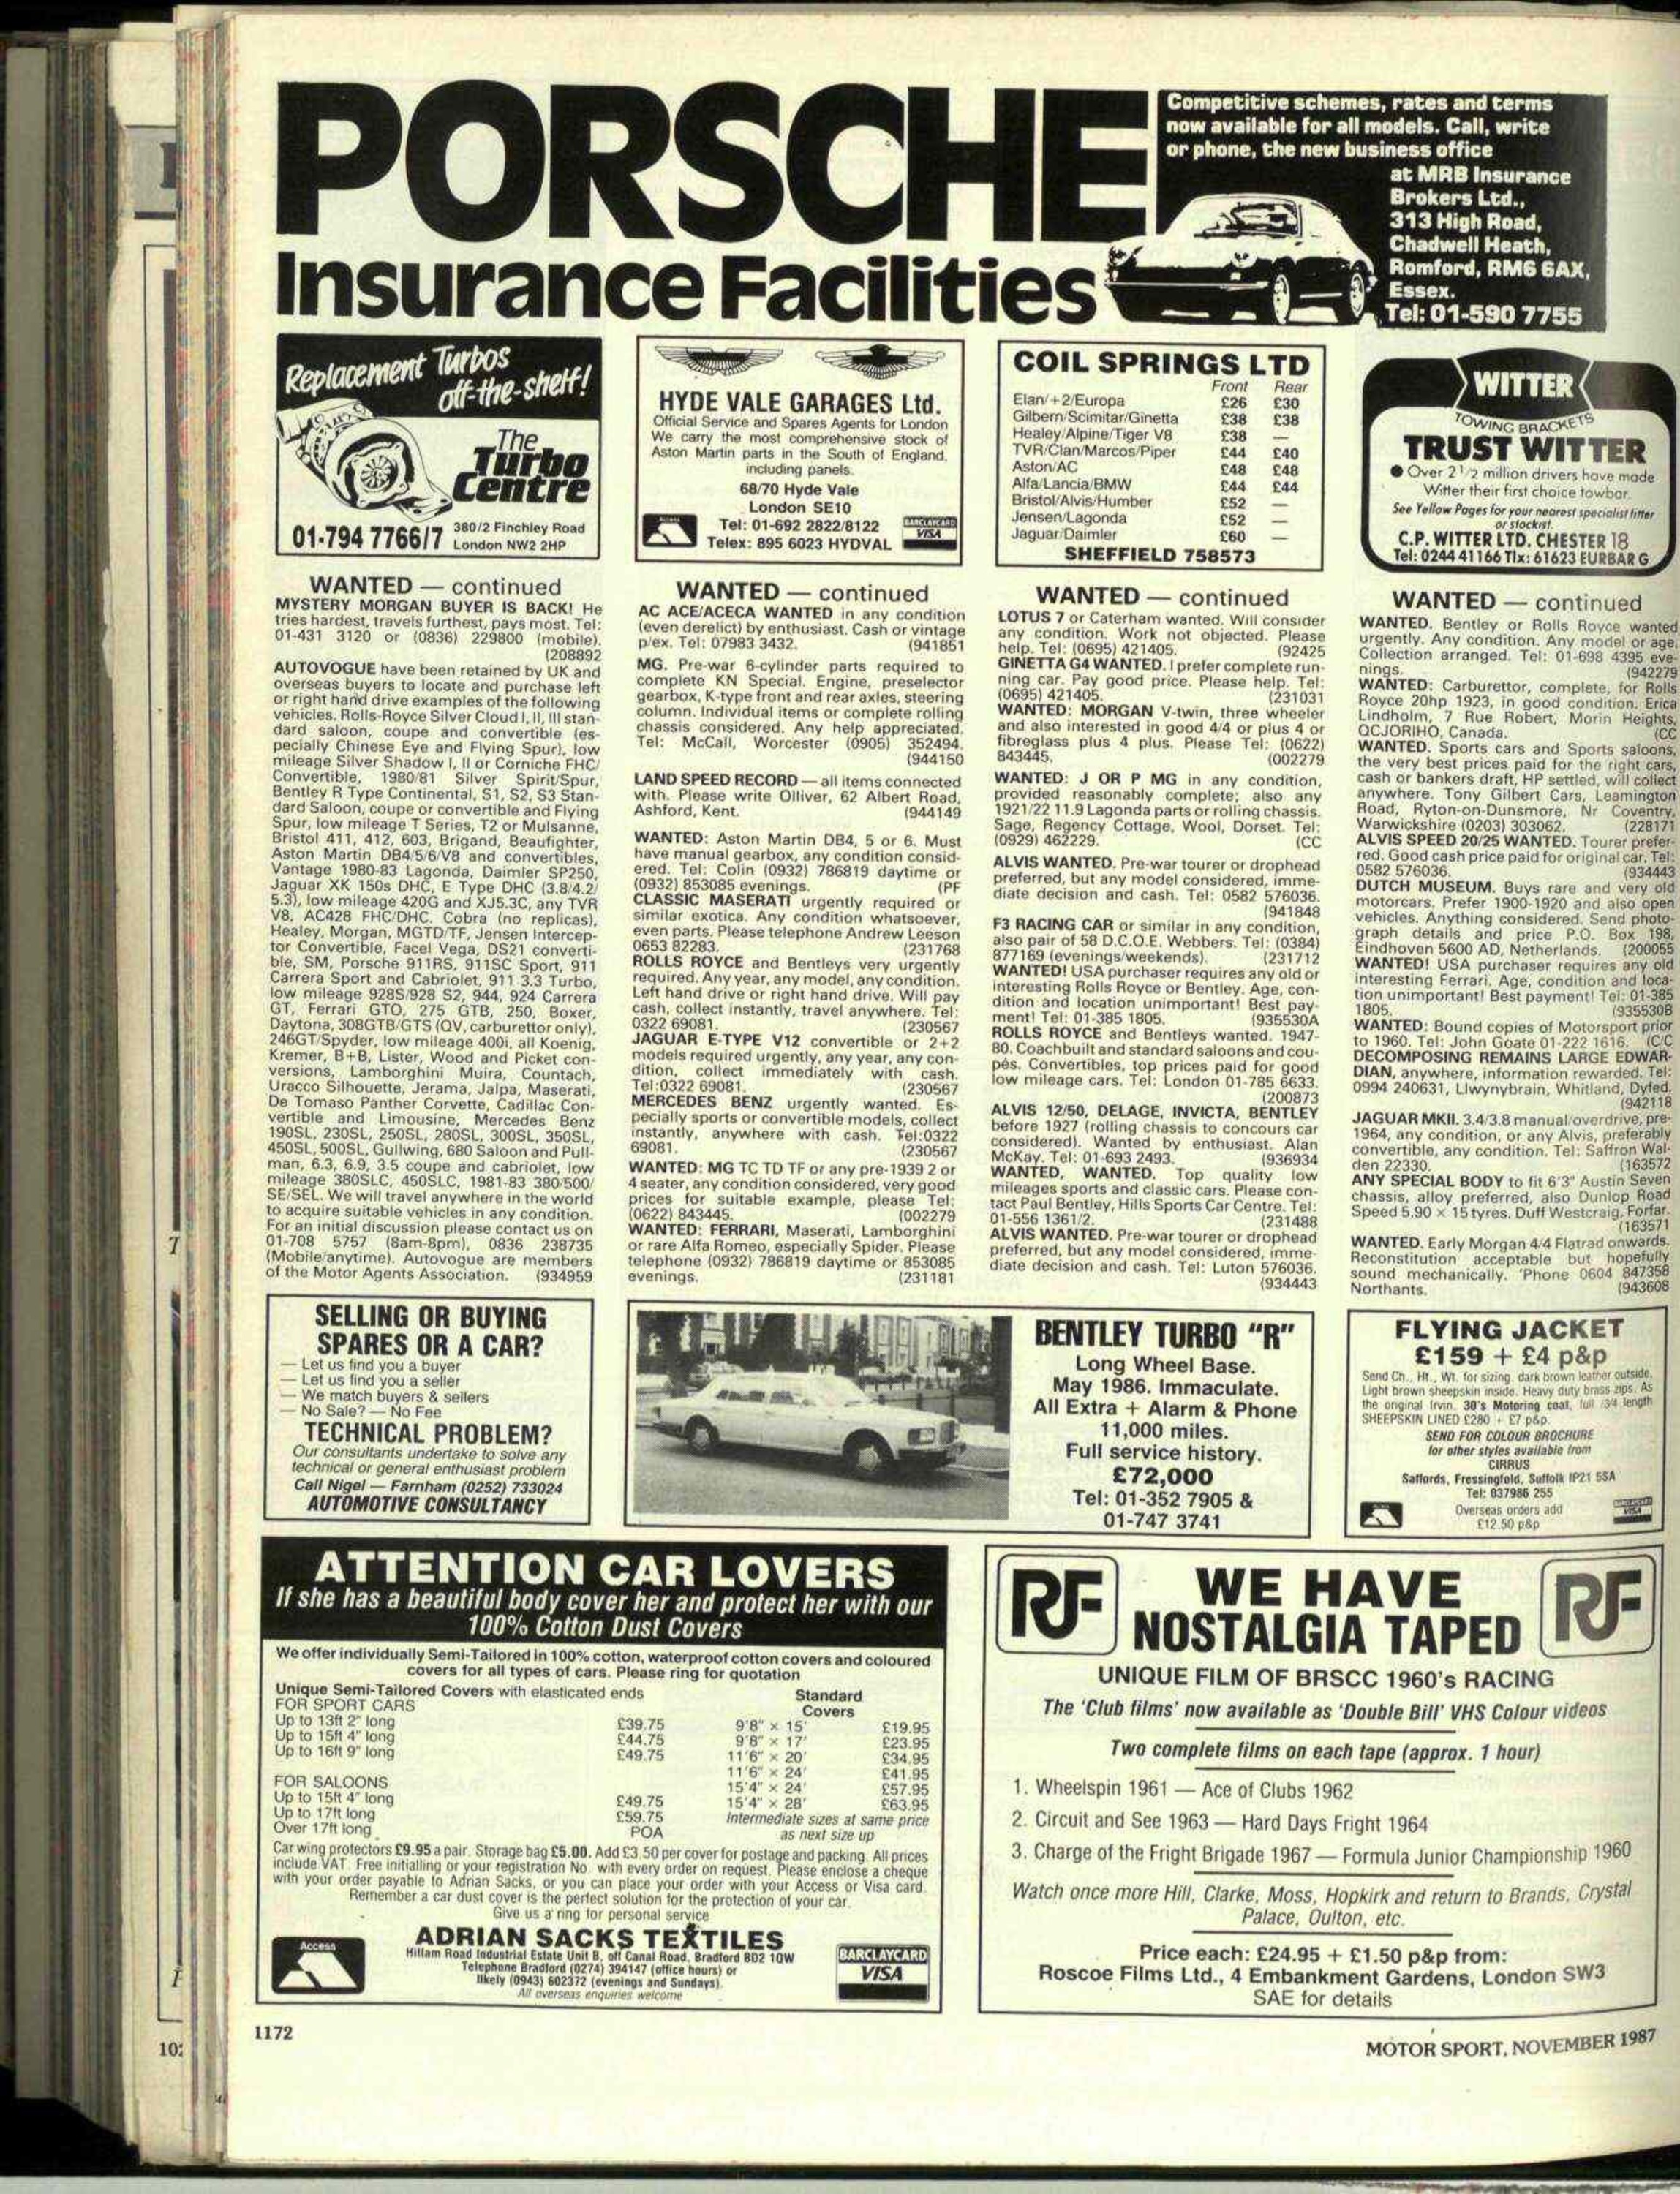 PORSCHE
Insurance Facilities
Competitive schemes, rates and terms
now available for all models. Call, write
or phone, the new business office
at MRB Insurance
Brokers Ltd.,
313 High Road,
Chadwell Heath,
Romford, RM6 6AX,
Essex.
Tel: 01-590 7755
Replacement Turbos
off-the-shelf!
The
Turbo
Centre
01-794 7766/7
380/2 Finchley Road
London NW2 2HP
HYDE VALE GARAGES Ltd.
Official Service and Spares Agents for London
We carry the most comprehensive stock of
Aston Martin parts in the South of England,
including panels.
68/70 Hyde Vale
London SE10
Tel: 01-692 2822/8122
Telex: 895 6023 HYDVAL
Access
BARCLAYCARD
VISA
COIL SPRINGS LTD
Front Rear
Elan/+2/Europa £26 £30
Gilbern/Scimitar/Ginetta £38 £38
Healey/Alpine/Tiger V8 £38 —
TVR/Clan/Marcos/Piper £44 £40
Aston/AC £48 £48
Alfa/Lancia/BMW £44 £44
Bristol/Alvis/Humber £52 —
Jensen/Lagonda £52 —
Jaguar/Daimler £60 —
SHEFFIELD 758573
WITTER
TOWING BRACKETS
TRUST WITTER
● Over 2 1/2 million drivers have made
Witter their first choice towbar.
See Yellow Pages for your nearest specialist fitter
or stockist.
C.P. WITTER LTD. CHESTER 18
Tel: 0244 41166 Tlx: 61623 EURBAR G
WANTED — continued
MYSTERY MORGAN BUYER IS BACK! He
tries hardest, travels furthest, pays most. Tel:
01-431 3120 or (0836) 229800 (mobile).
(208892
AUTOVOGUE have been retained by UK and
overseas buyers to locate and purchase left
or right hand drive examples of the following
vehicles. Rolls-Royce Silver Cloud I, II, III stan-
dard saloon, coupe and convertible (es-
pecially Chinese Eye and Flying Spur), low
mileage Silver Shadow I, II or Corniche FHC/
Convertible, 1980/81 Silver Spirit/Spur,
Bentley R Type Continental, S1, S2, S3 Stan-
dard Saloon, coupe or convertible and Flying
Spur, low mileage T Series, T2 or Mulsanne,
Bristol 411, 412, 603, Brigand, Beaufighter,
Aston Martin DB4/5/6/V8 and convertibles,
Vantage 1980-83 Lagonda, Daimler SP250,
Jaguar XK 150s DHC, E Type DHC (3.8/4.2/
5.3), low mileage 420G and XJ5.3C, any TVR
V8, AC428 FHC/DHC. Cobra (no replicas),
Healey, Morgan, MGTD/TF, Jensen Intercep-
tor Convertible, Facel Vega, DS21 converti-
ble, SM, Porsche 911RS, 911SC Sport, 911
Carrera Sport and Cabriolet, 911 3.3 Turbo,
low mileage 928S/928 S2, 944, 924 Carrera
GT, Ferrari GTO, 275 GTB, 250, Boxer,
Daytona, 308GTB/GTS (QV, carburettor only),
246GT/Spyder, low mileage 400i, all Koenig,
Kremer, B+B, Lister, Wood and Picket con-
versions, Lamborghini Muira, Countach,
Uracco Silhouette, Jerama, Jalpa, Maserati,
De Tomaso Panther Corvette, Cadillac Con-
vertible and Limousine, Mercedes Benz
190SL, 230SL, 250SL, 280SL, 300SL, 350SL,
450SL, 500SL, Gullwing, 680 Saloon and Pull-
man, 6.3, 6.9, 3.5 coupe and cabriolet, low
mileage 380SLC, 450SLC, 1981-83 380/500/
SE/SEL. We will travel anywhere in the world
to acquire suitable vehicles in any condition.
For an initial discussion please contact us on
01-708 5757 (8am-8pm), 0836 238735
(Mobile/anytime). Autovogue are members
of the Motor Agents Association. (934959
WANTED — continued
AC ACE/ACECA WANTED in any condition
(even derelict) by enthusiast. Cash or vintage
p/ex. Tel: 07983 3432. (941851
MG. Pre-war 6-cylinder parts required to
complete KN Special. Engine, preselector
gearbox, K-type front and rear axles, steering
column. Individual items or complete rolling
chassis considered. Any help appreciated.
Tel: McCall, Worcester (0905) 352494.
(944150
LAND SPEED RECORD — all items connected
with. Please write Olliver, 62 Albert Road,
Ashford, Kent. (944149
WANTED: Aston Martin DB4, 5 or 6. Must
have manual gearbox, any condition consid-
ered. Tel: Colin (0932) 786819 daytime or
(0932) 853085 evenings. (PF
CLASSIC MASERATI urgently required or
similar exotica. Any condition whatsoever,
even parts. Please telephone Andrew Leeson
0653 82283. (231768
ROLLS ROYCE and Bentleys very urgently
required. Any year, any model, any condition.
Left hand drive or right hand drive. Will pay
cash, collect instantly, travel anywhere. Tel:
0322 69081. (230567
JAGUAR E-TYPE V12 convertible or 2+2
models required urgently, any year, any con-
dition, collect immediately with cash.
Tel:0322 69081. (230567
MERCEDES BENZ urgently wanted. Es-
pecially sports or convertible models, collect
instantly, anywhere with cash. Tel:0322
69081. (230567
WANTED: MG TC TD TF or any pre-1939 2 or
4 seater, any condition considered, very good
prices for suitable example, please Tel:
(0622) 843445. (002279
WANTED: FERRARI, Maserati, Lamborghini
or rare Alfa Romeo, especially Spider. Please
telephone (0932) 786819 daytime or 853085
evenings. (231181
WANTED — continued
LOTUS 7 or Caterham wanted. Will consider
any condition. Work not objected. Please
help. Tel: (0695) 421405. (92425
GINETTA G4 WANTED. I prefer complete run-
ning car. Pay good price. Please help. Tel:
(0695) 421405. (231031
WANTED: MORGAN V-twin, three wheeler
and also interested in good 4/4 or plus 4 or
fibreglass plus 4 plus. Please Tel: (0622)
843445. (002279
WANTED: J OR P MG in any condition,
provided reasonably complete; also any
1921/22 11.9 Lagonda parts or rolling chassis.
Sage, Regency Cottage, Wool, Dorset. Tel:
(0929) 462229. (CC
ALVIS WANTED. Pre-war tourer or drophead
preferred, but any model considered, imme-
diate decision and cash. Tel: 0582 576036.
(941848
F3 RACING CAR or similar in any condition,
also pair of 58 D.C.O.E. Webbers. Tel: (0384)
877169 (evenings/weekends). (231712
WANTED! USA purchaser requires any old or
interesting Rolls Royce or Bentley. Age, con-
dition and location unimportant! Best pay-
ment! Tel: 01-385 1805. (935530A
ROLLS ROYCE and Bentleys wanted. 1947-
80. Coachbuilt and standard saloons and cou-
pés. Convertibles, top prices paid for good
low mileage cars. Tel: London 01-785 6633.
(200873
ALVIS 12/50, DELAGE, INVICTA, BENTLEY
before 1927 (rolling chassis to concours car
considered). Wanted by enthusiast. Alan
McKay. Tel: 01-693 2493. (936934
WANTED, WANTED. Top quality low
mileages sports and classic cars. Please con-
tact Paul Bentley, Hills Sports Car Centre. Tel:
01-556 1361/2. (231488
ALVIS WANTED. Pre-war tourer or drophead
preferred, but any model considered, imme-
diate decision and cash. Tel: Luton 576036.
(934443
WANTED — continued
WANTED. Bentley or Rolls Royce wanted
urgently. Any condition. Any model or age.
Collection arranged. Tel: 01-698 4395 eve-
nings. (942279
WANTED: Carburettor, complete, for Rolls
Royce 20hp 1923, in good condition. Erica
Lindholm, 7 Rue Robert, Morin Heights,
QCJORIHO, Canada. (CC
WANTED. Sports cars and Sports saloons,
the very best prices paid for the right cars,
cash or bankers draft, HP settled, will collect
anywhere. Tony Gilbert Cars, Leamington
Road, Ryton-on-Dunsmore, Nr Coventry,
Warwickshire (0203) 303062. (228171
ALVIS SPEED 20/25 WANTED. Tourer prefer-
red. Good cash price paid for original car. Tel:
0582 576036. (934443
DUTCH MUSEUM. Buys rare and very old
motorcars. Prefer 1900-1920 and also open
vehicles. Anything considered. Send photo-
graph details and price P.O. Box 198,
Eindhoven 5600 AD, Netherlands. (200055
WANTED! USA purchaser requires any old
interesting Ferrari. Age, condition and loca-
tion unimportant! Best payment! Tel: 01-385
1805. (935530B
WANTED: Bound copies of Motorsport prior
to 1960. Tel: John Goate 01-222 1616. (C/C
DECOMPOSING REMAINS LARGE EDWAR-
DIAN, anywhere, information rewarded. Tel:
0994 240631, Llwynybrain, Whitland, Dyfed.
(942118
JAGUAR MKII. 3.4/3.8 manual/overdrive, pre-
1964, any condition, or any Alvis, preferably
convertible, any condition. Tel: Saffron Wal-
den 22330. (163572
ANY SPECIAL BODY to fit 6'3" Austin Seven
chassis, alloy preferred, also Dunlop Road
Speed 5.90 × 15 tyres. Duff Westcraig, Forfar.
(163571
WANTED. Early Morgan 4/4 Flatrad onwards.
Reconstitution acceptable but hopefully
sound mechanically. 'Phone 0604 847358
Northants. (943608
SELLING OR BUYING
SPARES OR A CAR?
— Let us find you a buyer
— Let us find you a seller
— We match buyers & sellers
— No Sale? — No Fee
TECHNICAL PROBLEM?
Our consultants undertake to solve any
technical or general enthusiast problem
Call Nigel — Farnham (0252) 733024
AUTOMOTIVE CONSULTANCY
BENTLEY TURBO "R"
Long Wheel Base.
May 1986. Immaculate.
All Extra + Alarm & Phone
11,000 miles.
Full service history.
£72,000
Tel: 01-352 7905 &
01-747 3741
FLYING JACKET
£159 + £4 p&p
Send Ch., Ht., Wt. for sizing, dark brown leather outside.
Light brown sheepskin inside. Heavy duty brass zips. As
the original Irvin. 30's Motoring coat, full 3/4 length
SHEEPSKIN LINED £280 + £7 p&p.
SEND FOR COLOUR BROCHURE
for other styles available from
CIRRUS
Saffords, Fressingfold, Suffolk IP21 5SA
Tel: 037986 255
Overseas orders add
£12.50 p&p
BARCLAYCARD
VISA
ATTENTION CAR LOVERS
If she has a beautiful body cover her and protect her with our
100% Cotton Dust Covers
We offer individually Semi-Tailored in 100% cotton, waterproof cotton covers and coloured
covers for all types of cars. Please ring for quotation
Unique Semi-Tailored Covers with elasticated ends
FOR SPORT CARS
Up to 13ft 2" long £39.75
Up to 15ft 4" long £44.75
Up to 16ft 9" long £49.75
FOR SALOONS
Up to 15ft 4" long £49.75
Up to 17ft long £59.75
Over 17ft long POA
Standard
Covers
9'8" × 15' £19.95
9'8" × 17' £23.95
11'6" × 20' £34.95
11'6" × 24' £41.95
15'4" × 24' £57.95
15'4" × 28' £63.95
Intermediate sizes at same price
as next size up
Car wing protectors £9.95 a pair. Storage bag £5.00. Add £3.50 per cover for postage and packing. All prices
include VAT. Free initialling or your registration No. with every order on request. Please enclose a cheque
with your order payable to Adrian Sacks, or you can place your order with your Access or Visa card.
Remember a car dust cover is the perfect solution for the protection of your car.
Give us a ring for personal service
ADRIAN SACKS TEXTILES
Hillam Road Industrial Estate Unit B, off Canal Road, Bradford BD2 1QW
Telephone Bradford (0274) 394147 (office hours) or
Ilkely (0943) 602372 (evenings and Sundays).
All overseas enquiries welcome
Access
BARCLAYCARD
VISA
RF
WE HAVE
NOSTALGIA TAPED
RF
UNIQUE FILM OF BRSCC 1960's RACING
The 'Club films' now available as 'Double Bill' VHS Colour videos
Two complete films on each tape (approx. 1 hour)
1. Wheelspin 1961 — Ace of Clubs 1962
2. Circuit and See 1963 — Hard Days Fright 1964
3. Charge of the Fright Brigade 1967 — Formula Junior Championship 1960
Watch once more Hill, Clarke, Moss, Hopkirk and return to Brands, Crystal
Palace, Oulton, etc.
Price each: £24.95 + £1.50 p&p from:
Roscoe Films Ltd., 4 Embankment Gardens, London SW3
SAE for details
1172
MOTOR SPORT, NOVEMBER 1987